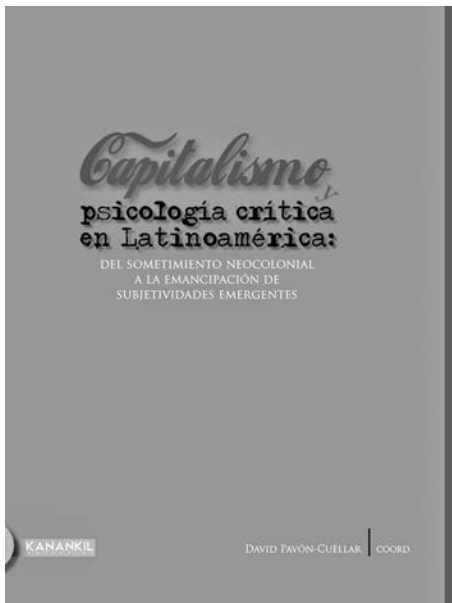 Capitalismo
y
psicología crítica
en Latinoamérica:
DEL SOMETIMIENTO NEOCOLONIAL
A LA EMANCIPACIÓN DE
SUBJETIVIDADES EMERGENTES
KANANKIL
DAVID PAVÓN-CUÉLLAR | COORD.